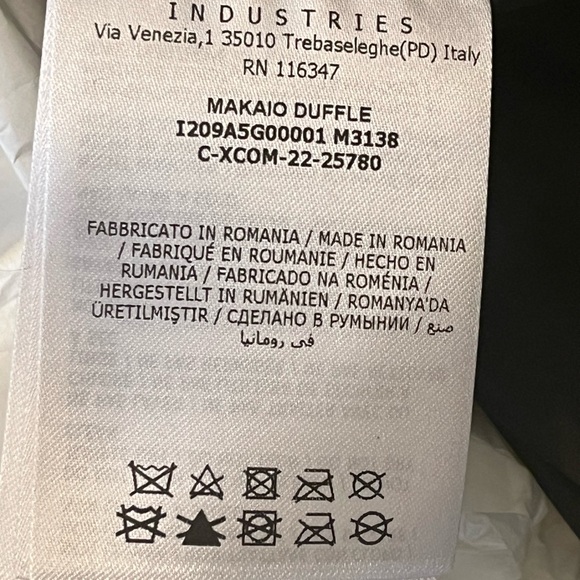 INDUSTRIES
Via Venezia,1 35010 Trebaseleghe(PD) Italy
RN 116347
MAKAIO DUFFLE
I209A5G00001 M3138
C-XCOM-22-25780
FABBRICATO IN ROMANIA / MADE IN ROMANIA
/ FABRIQUÉ EN ROUMANIE / HECHO EN
RUMANIA / FABRICADO NA ROMÉNIA /
HERGESTELLT IN RUMÄNIEN / ROMANYA'DA
ÜRETILMIŞTIR / СДЕЛАНО В РУМЫНИИ / صنع
فى رومانيا